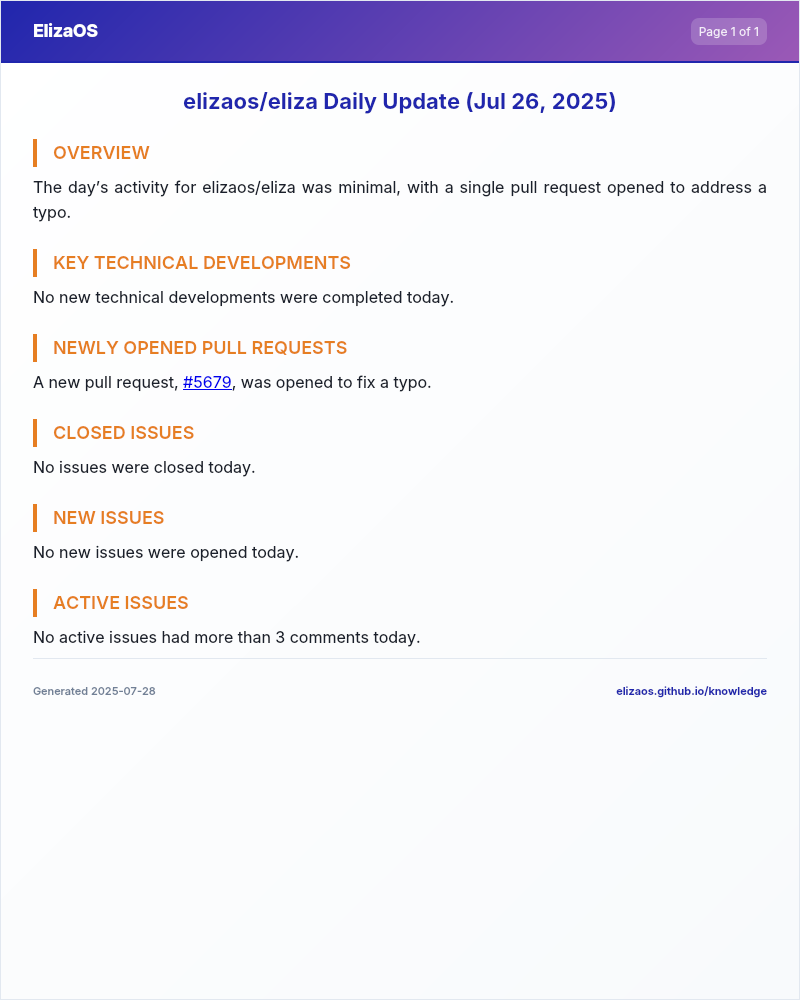 ElizaOS
Page 1 of 1
elizaos/eliza Daily Update (Jul 26, 2025)
OVERVIEW
The day’s activity for elizaos/eliza was minimal, with a single pull request opened to address a
typo.
KEY TECHNICAL DEVELOPMENTS
No new technical developments were completed today.
NEWLY OPENED PULL REQUESTS
A new pull request, #5679, was opened to fix a typo.
CLOSED ISSUES
No issues were closed today.
NEW ISSUES
No new issues were opened today.
ACTIVE ISSUES
No active issues had more than 3 comments today.
Generated 2025-07-28
elizaos.github.io/knowledge